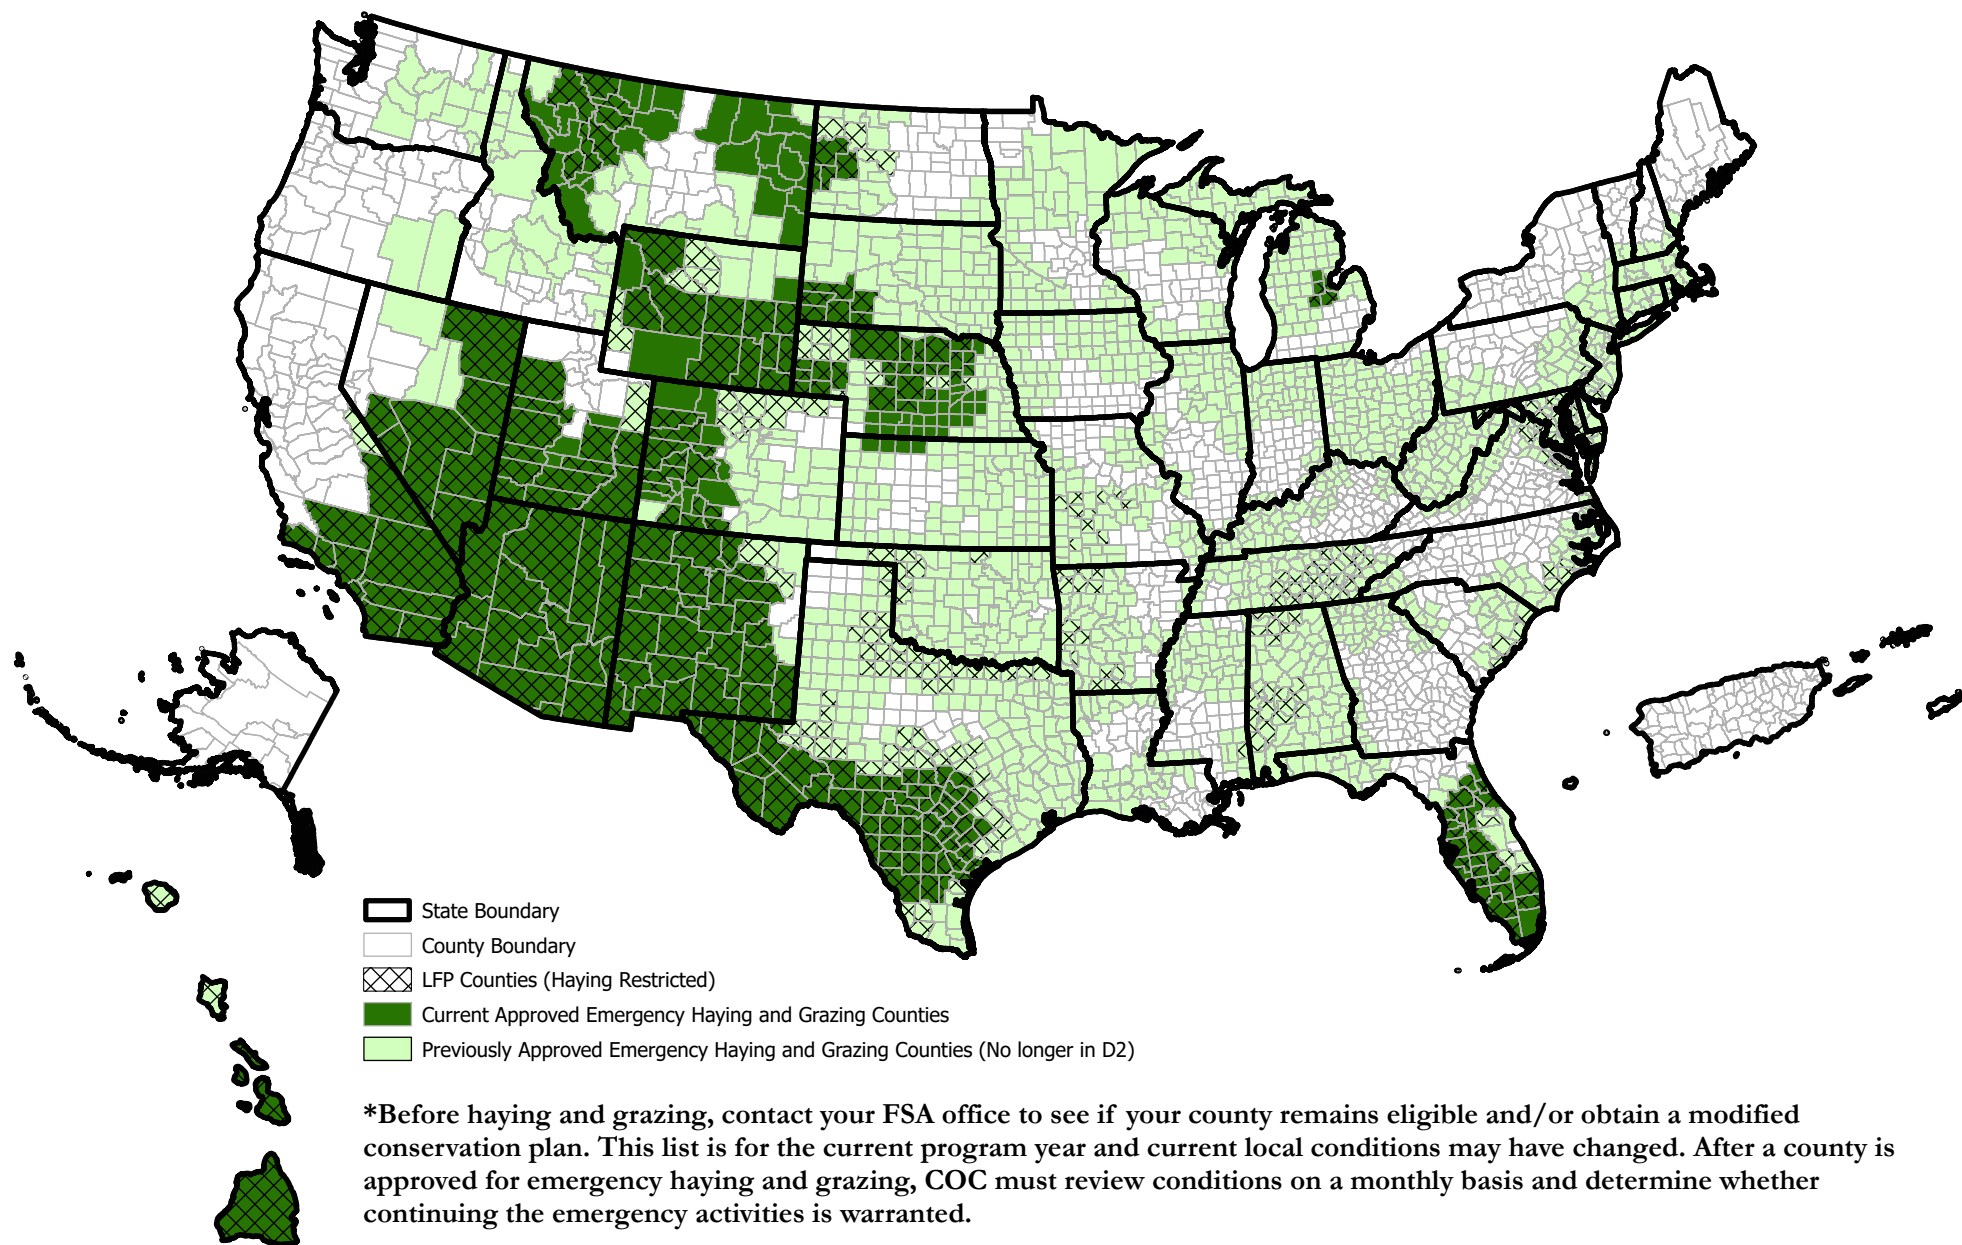 State Boundary
County Boundary
LFP Counties (Haying Restricted)
Current Approved Emergency Haying and Grazing Counties
Previously Approved Emergency Haying and Grazing Counties (No longer in D2)
*Before haying and grazing, contact your FSA office to see if your county remains eligible and/or obtain a modified
conservation plan. This list is for the current program year and current local conditions may have changed. After a county is
approved for emergency haying and grazing, COC must review conditions on a monthly basis and determine whether
continuing the emergency activities is warranted.